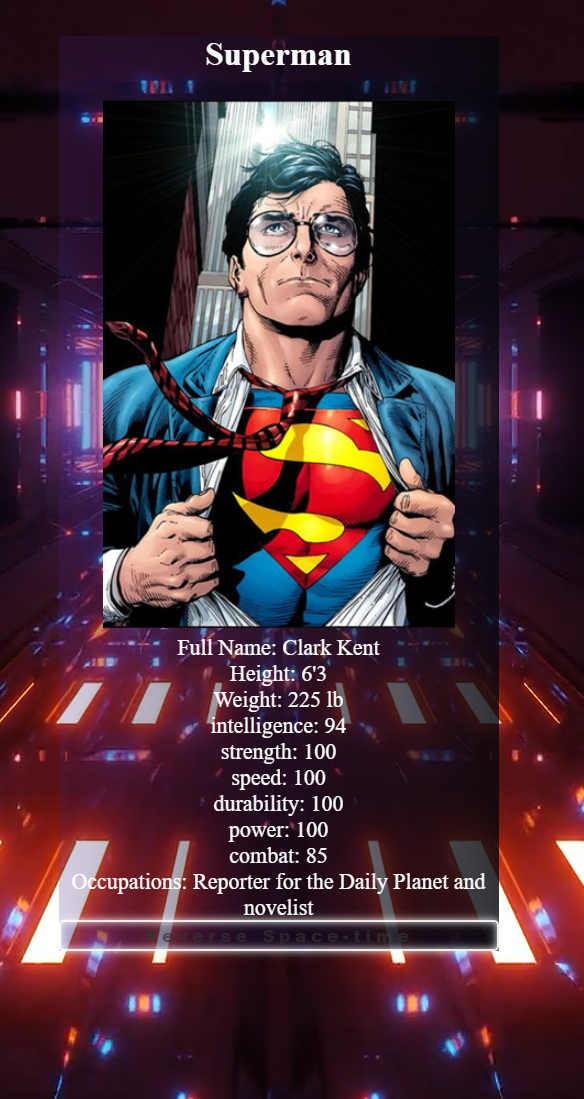 Superman
S
Full Name: Clark Kent
Height: 6'3
Weight: 225 lb
intelligence: 94
strength: 100
speed: 100
durability: 100
power: 100
combat: 85
Occupations: Reporter for the Daily Planet and
novelist
Reverse Space-time